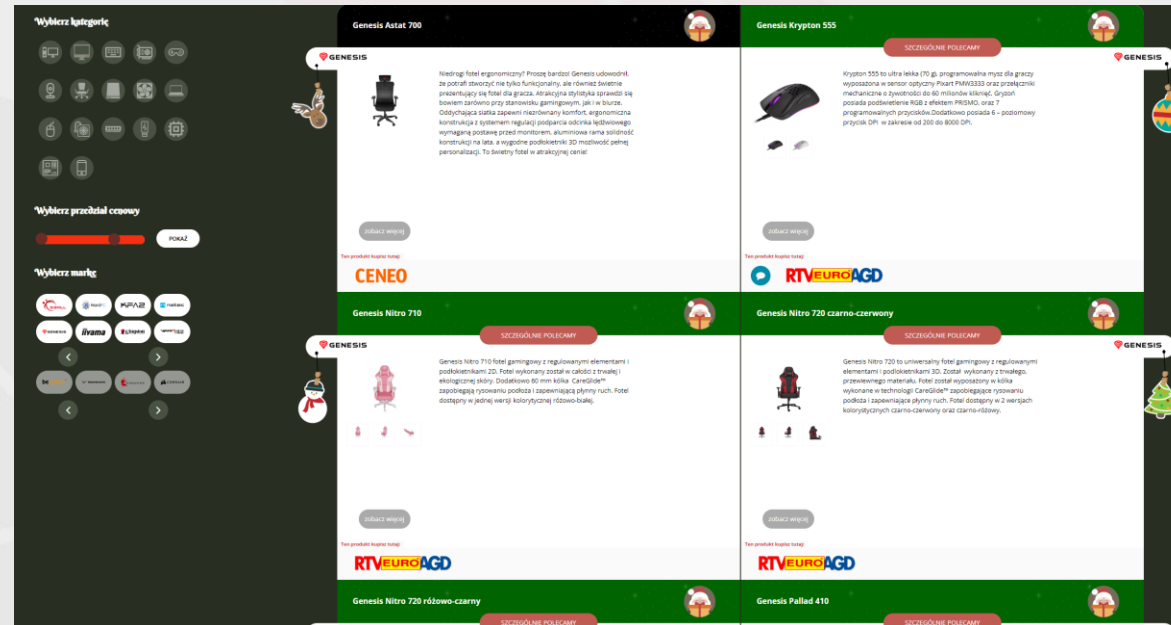 Wybierz kategorię
Wybierz przedział cenowy
POKAŻ
Wybierz markę
KFA2
GENESIS
iiyama
Genesis Astat 700
GENESIS
Niedrogi fotel ergonomiczny? Proszę bardzo! Genesis udowodnił,
że potrafi stworzyć nie tylko funkcjonalny, ale również świetnie
prezentujący się fotel dla gracza. Atrakcyjna stylistyka sprawdzi się
bowiem zarówno przy stanowisku gamingowym, jak i w biurze.
Oddychająca siatka zapewni niezrównany komfort, ergonomiczna
konstrukcja z systemem regulacji podparcia odcinka lędźwiowego
wymaganą postawę przed monitorem, aluminiowa rama solidność
konstrukcji na lata, a wygodne podłokietniki 3D możliwość pełnej
personalizacji. To świetny fotel w atrakcyjnej cenie!
zobacz więcej
Ten produkt kupisz tutaj:
CENEO
Genesis Krypton 555
SZCZEGÓLNIE POLECAMY
GENESIS
Krypton 555 to ultra lekka (70 g), programowalna mysz dla graczy
wyposażona w sensor optyczny Pixart PMW3333 oraz przełączniki
mechaniczne o żywotności do 60 milionów kliknięć. Gryzoń
posiada podświetlenie RGB z efektem PRISMO, oraz 7
programowalnych przycisków.Dodatkowo posiada 6 – poziomowy
przycisk DPI w zakresie od 200 do 8000 DPI.
zobacz więcej
Ten produkt kupisz tutaj:
RTV EURO AGD
Genesis Nitro 710
SZCZEGÓLNIE POLECAMY
GENESIS
Genesis Nitro 710 fotel gamingowy z regulowanymi elementami i
podłokietnikami 2D. Fotel wykonany został w całości z trwałej i
ekologicznej skóry. Dodatkowo 60 mm kółka CareGlide™
zapobiegają rysowaniu podłoża i zapewniającą płynny ruch. Fotel
dostępny w jednej wersji kolorytycznej różowo-białej.
zobacz więcej
Ten produkt kupisz tutaj:
RTV EURO AGD
Genesis Nitro 720 czarno-czerwony
SZCZEGÓLNIE POLECAMY
GENESIS
Genesis Nitro 720 to uniwersalny fotel gamingowy z regulowanymi
elementami i podłokietnikami 3D. Został wykonany z trwałego,
przewiewnego materiału. Fotel został wyposażony w kółka
wykonane w technologii CareGlide™ zapobiegające rysowaniu
podłoża i zapewniające płynny ruch. Fotel dostępny w 2 wersjach
kolorystycznych czarno-czerwony oraz czarno-różowy.
zobacz więcej
Ten produkt kupisz tutaj:
RTV EURO AGD
Genesis Nitro 720 różowo-czarny
SZCZEGÓLNIE POLECAMY
Genesis Pallad 410
SZCZEGÓLNIE POLECAMY